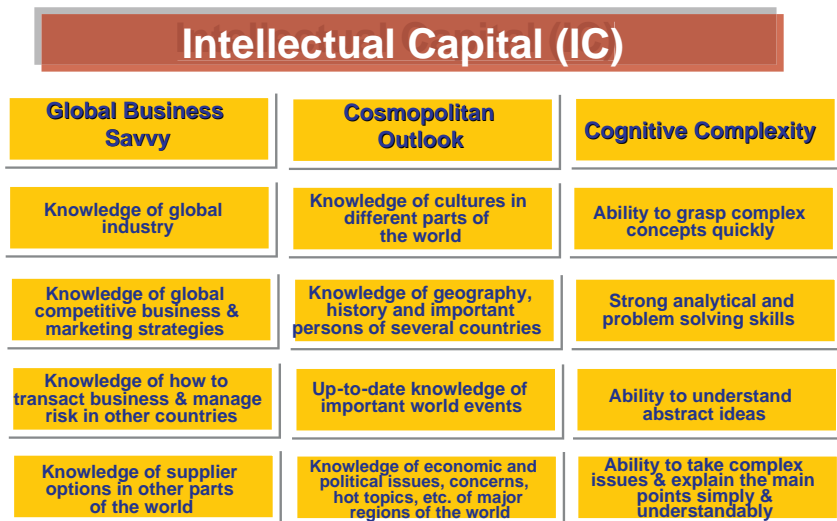 Intellectual Capital (IC)
Global Business
Savvy
Knowledge of global
industry
Knowledge of global
competitive business &
marketing strategies
Knowledge of how to
transact business & manage
risk in other countries
Knowledge of supplier
options in other parts
of the world
Cosmopolitan
Outlook
Knowledge of cultures in
different parts of
the world
Knowledge of geography,
history and important
persons of several countries
Up-to-date knowledge of
important world events
Knowledge of economic and
political issues, concerns,
hot topics, etc. of major
regions of the world
Cognitive Complexity
Ability to grasp complex
concepts quickly
Strong analytical and
problem solving skills
Ability to understand
abstract ideas
Ability to take complex
issues & explain the main
points simply &
understandably